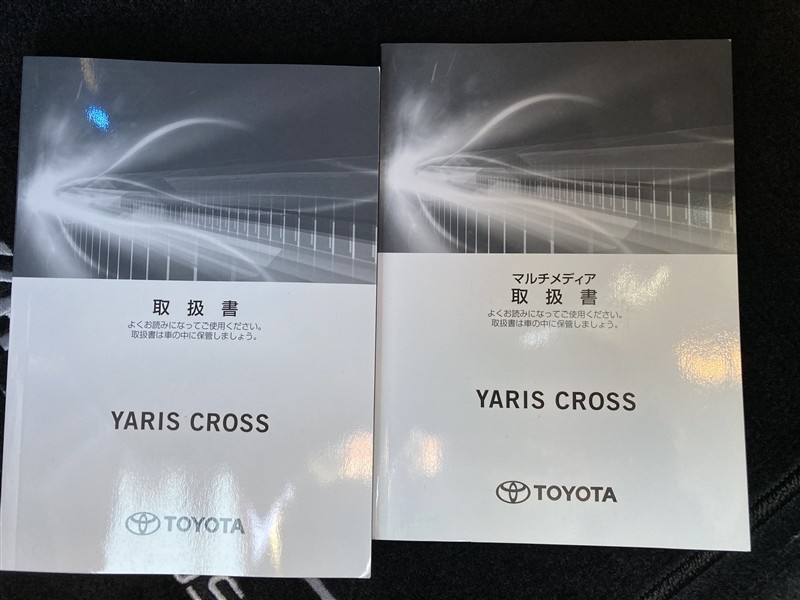 取扱書
よくお読みになってご使用ください。
取扱書は車の中に保管しましょう。
YARIS CROSS
TOYOTA
マルチメディア
取扱書
よくお読みになってご使用ください。
取扱書は車の中に保管しましょう。
YARIS CROSS
TOYOTA